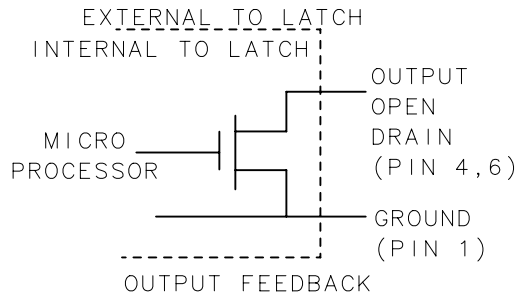 EXTERNAL TO LATCH
INTERNAL TO LATCH
OUTPUT
OPEN
DRAIN
(PIN 4,6)
MICRO
PROCESSOR
GROUND
(PIN 1)
OUTPUT FEEDBACK